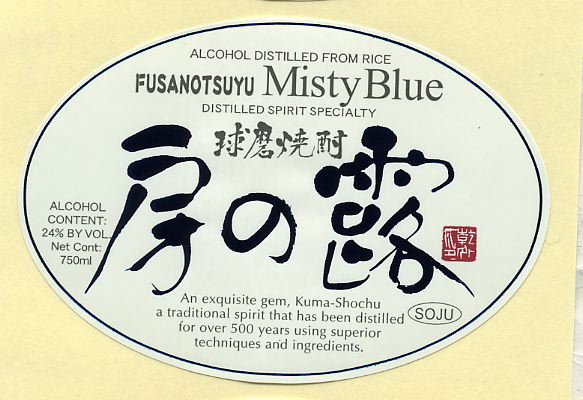 ALCOHOL DISTILLED FROM RICE
FUSANOTSUYU Misty Blue
DISTILLED SPIRIT SPECIALTY
球磨焼酎
房の露
ALCOHOL
CONTENT:
24% BY VOL.
Net Cont:
750ml
An exquisite gem, Kuma-Shochu
a traditional spirit that has been distilled
for over 500 years using superior
techniques and ingredients.
SOJU